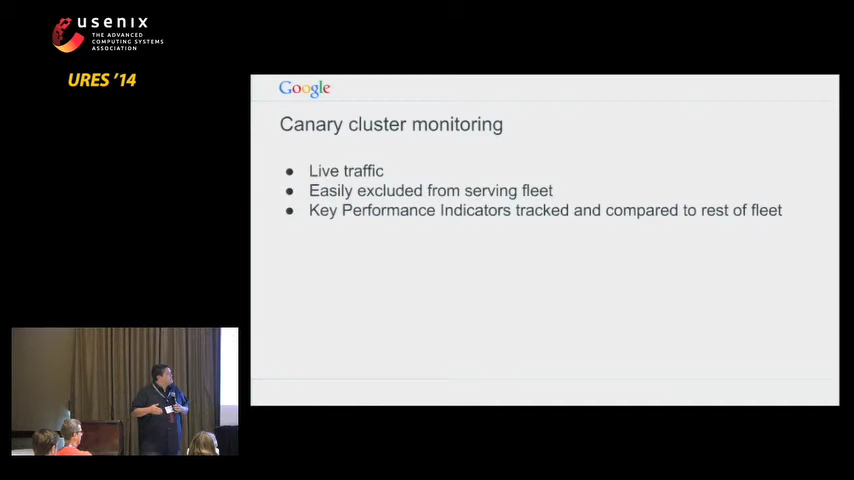 usenix
THE ADVANCED
COMPUTING SYSTEMS
ASSOCIATION
URES '14
Google
Canary cluster monitoring
● Live traffic
● Easily excluded from serving fleet
● Key Performance Indicators tracked and compared to rest of fleet